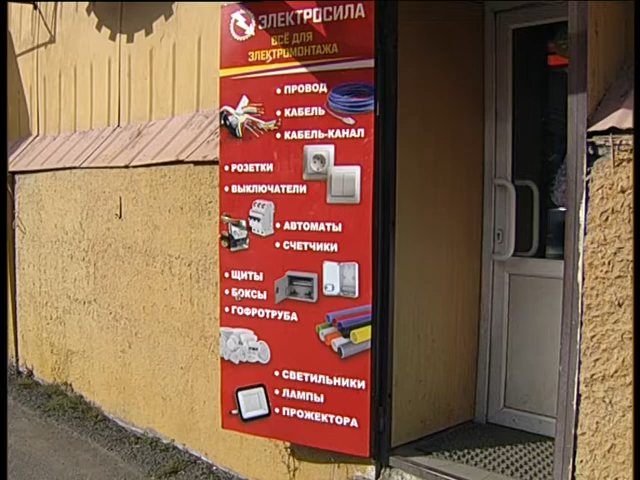 ЭЛЕКТРОСИЛА
ВСЁ ДЛЯ
ЭЛЕКТРОМОНТАЖА
• ПРОВОД
• КАБЕЛЬ
• КАБЕЛЬ-КАНАЛ
• РОЗЕТКИ
• ВЫКЛЮЧАТЕЛИ
• АВТОМАТЫ
• СЧЕТЧИКИ
• ЩИТЫ
• БОКСЫ
• ГОФРОТРУБА
• СВЕТИЛЬНИКИ
• ЛАМПЫ
• ПРОЖЕКТОРА